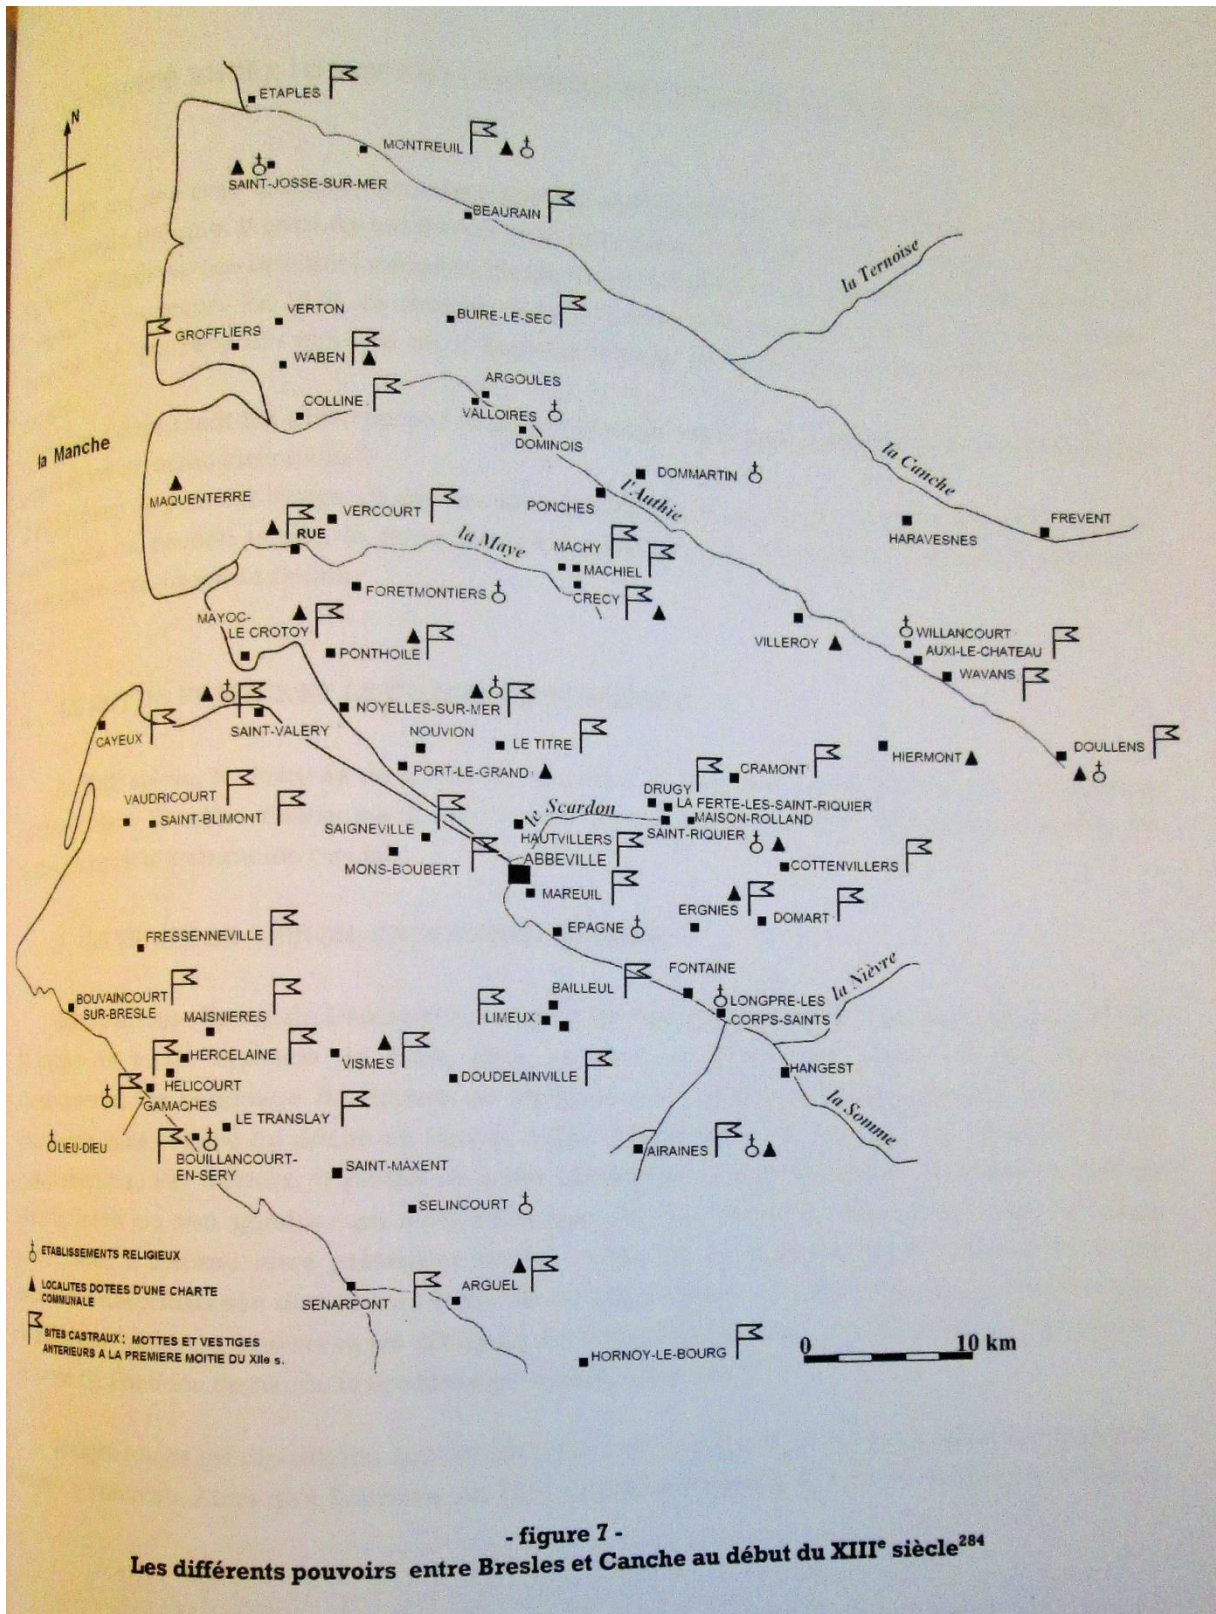 N
ETAPLES
MONTREUIL
SAINT-JOSSE-SUR-MER
BEAURAIN
la Ternoise
VERTON
BUIRE-LE-SEC
GROFFLIERS
WABEN
ARGOULES
COLLINE
VALLOIRES
DOMINOIS
la Manche
la Canche
DOMMARTIN
MAQUENTERRE
l'Authie
PONCHES
VERCOURT
FREVENT
RUE
HARAVESNES
la Maye
MACHY
MACHIEL
FORETMONTIERS
CRECY
MAYOC-
LE CROTOY
VILLEROY
WILLANCOURT
AUXI-LE-CHATEAU
PONTHOILE
WAVANS
NOYELLES-SUR-MER
SAINT-VALERY
CAYEUX
NOUVION
LE TITRE
DOULLENS
HIERMONT
PORT-LE-GRAND
CRAMONT
DRUGY
VAUDRICOURT
LA FERTE-LES-SAINT-RIQUIER
le Scardon
SAINT-BLIMONT
MAISON-ROLLAND
SAIGNEVILLE
HAUTVILLERS
SAINT-RIQUIER
ABBEVILLE
MONS-BOUBERT
COTTENVILLERS
MAREUIL
ERGNIES
DOMART
EPAGNE
FRESSENNEVILLE
FONTAINE
la Nièvre
BAILLEUL
BOUVAINCOURT
SUR-BRESLE
LONGPRE-LES
CORPS-SAINTS
MAISNIERES
LIMEUX
HERCELAINE
VISMES
HANGEST
DOUDELAINVILLE
HELICOURT
GAMACHES
la Somme
LE TRANSLAY
LIEU-DIEU
AIRAINES
BOUILLANCOURT-
EN-SERY
SAINT-MAXENT
SELINCOURT
ETABLISSEMENTS RELIGIEUX
LOCALITES DOTEES D'UNE CHARTE
COMMUNALE
SENARPONT
ARGUEL
SITES CASTRAUX : MOTTES ET VESTIGES
ANTERIEURS A LA PREMIERE MOITIE DU XIIe s.
HORNOY-LE-BOURG
0 10 km
- figure 7 -
Les différents pouvoirs entre Bresles et Canche au début du XIIIe siècle284